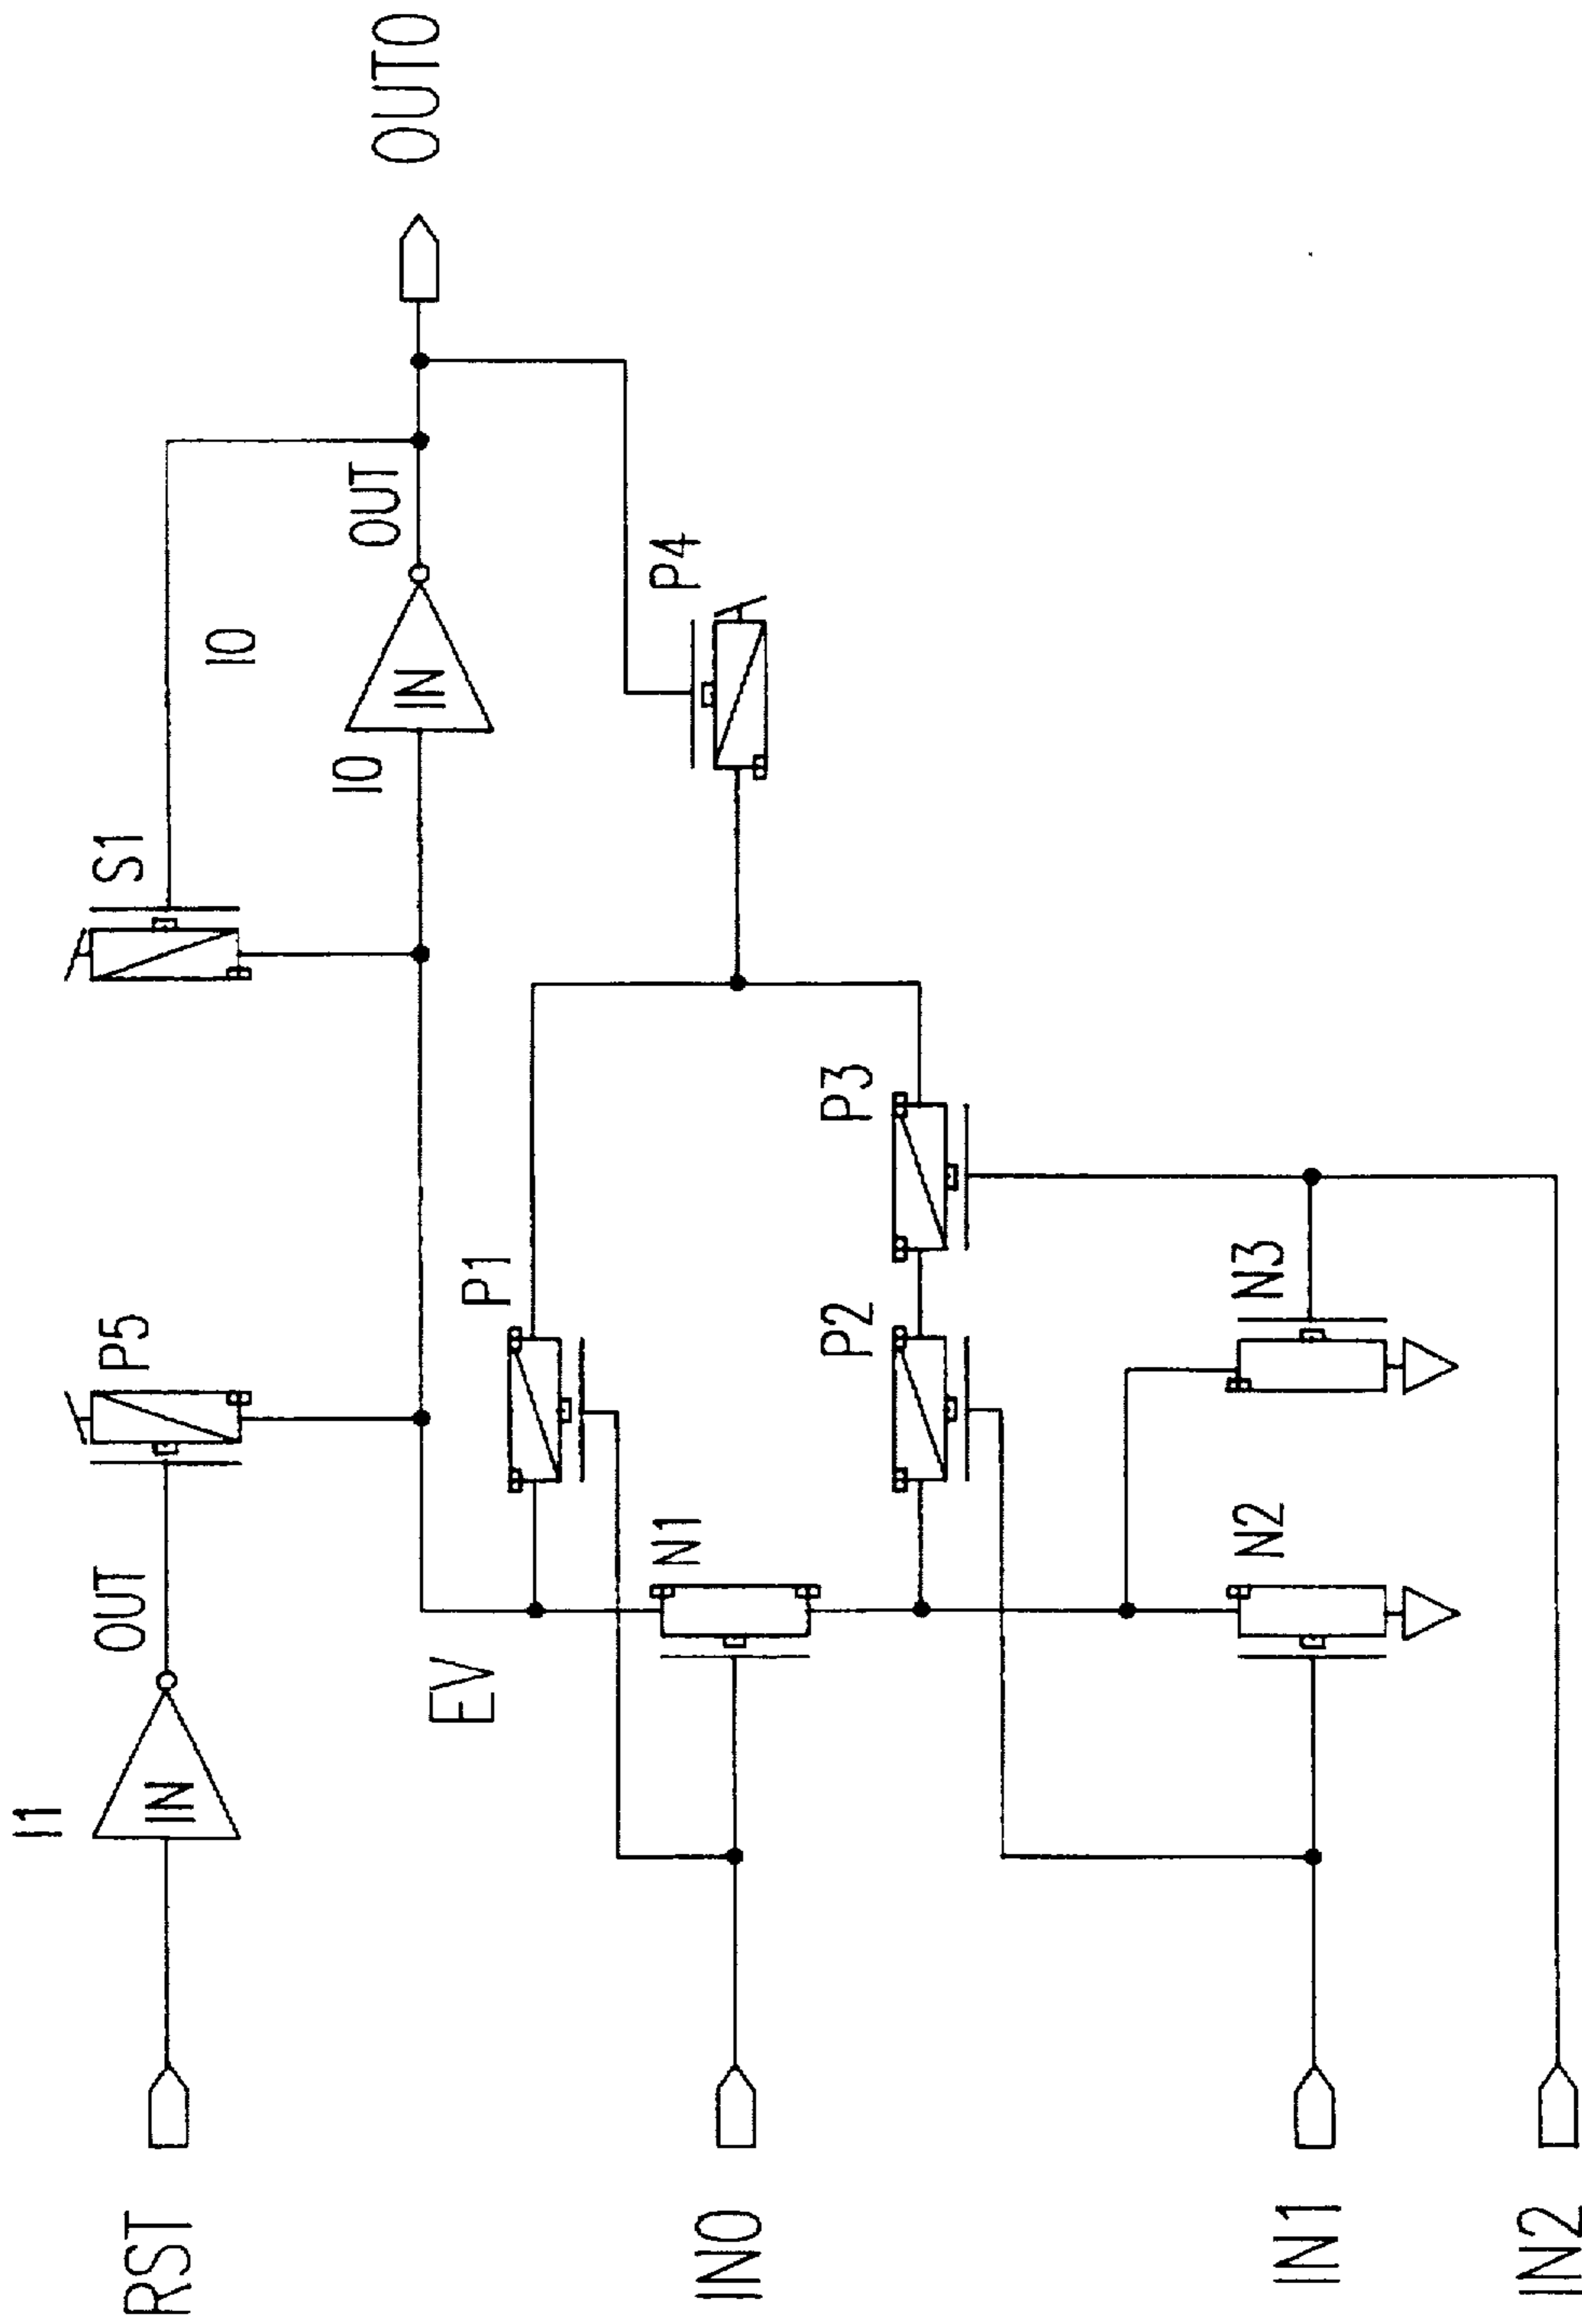 I1
RST
IN
OUT
P5
S1
I0
I0
IN
OUT
OUT0
EV
P1
N1
P4
IN0
P2
P3
N2
N3
IN1
IN2